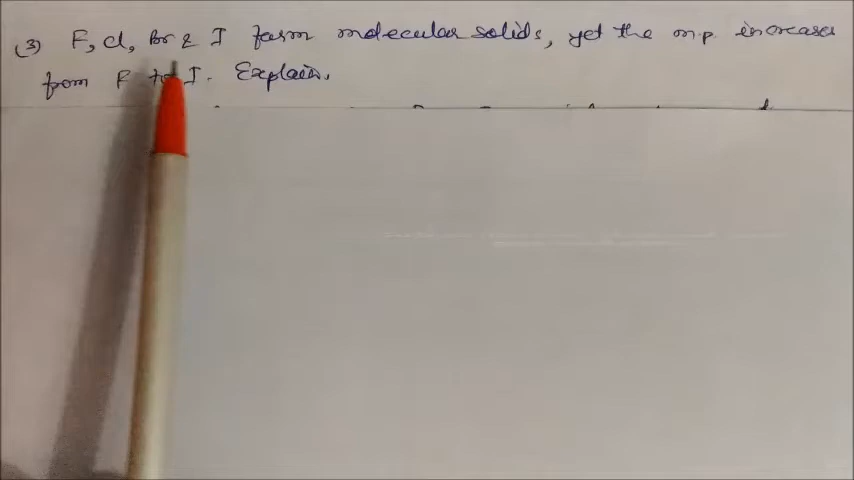 (3) F, Cl, Br & I form molecular solids, yet the m.p. increases
from F to I. Explain.